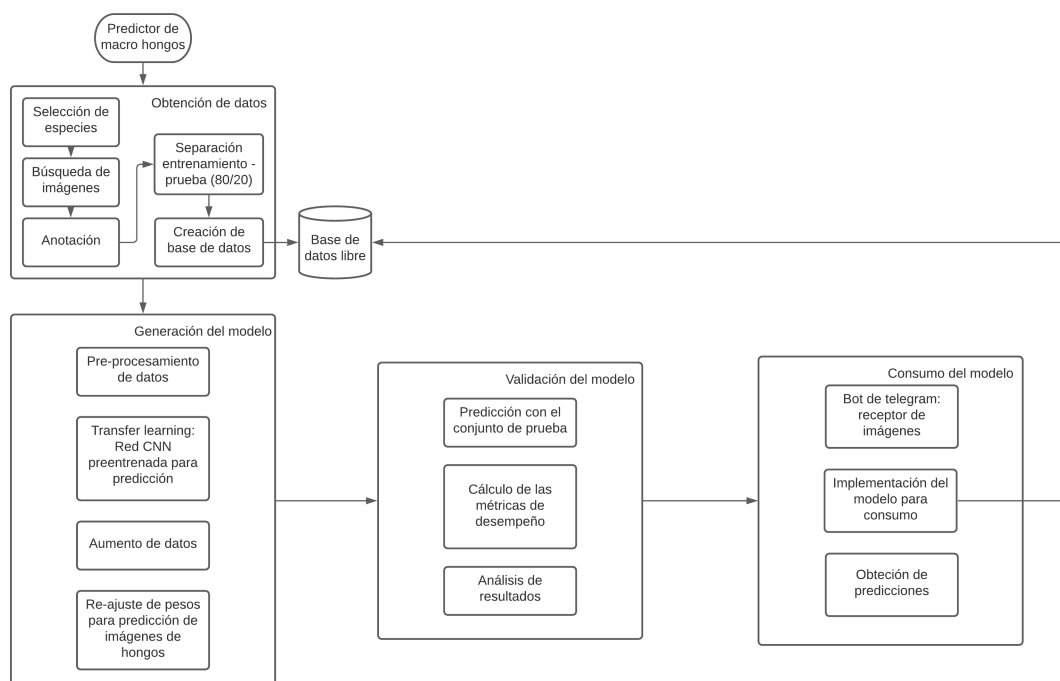 Predictor de
macro hongos
Obtención de datos
Selección de
especies
Búsqueda de
imágenes
Anotación
Separación
entrenamiento -
prueba (80/20)
Creación de
base de datos
Base de
datos libre
Generación del modelo
Pre-procesamiento
de datos
Transfer learning:
Red CNN
preentrenada para
predicción
Aumento de datos
Re-ajuste de pesos
para predicción de
imágenes de
hongos
Validación del modelo
Predicción con el
conjunto de prueba
Cálculo de las
métricas de
desempeño
Análisis de
resultados
Consumo del modelo
Bot de telegram:
receptor de
imágenes
Implementación del
modelo para
consumo
Obteción de
predicciones